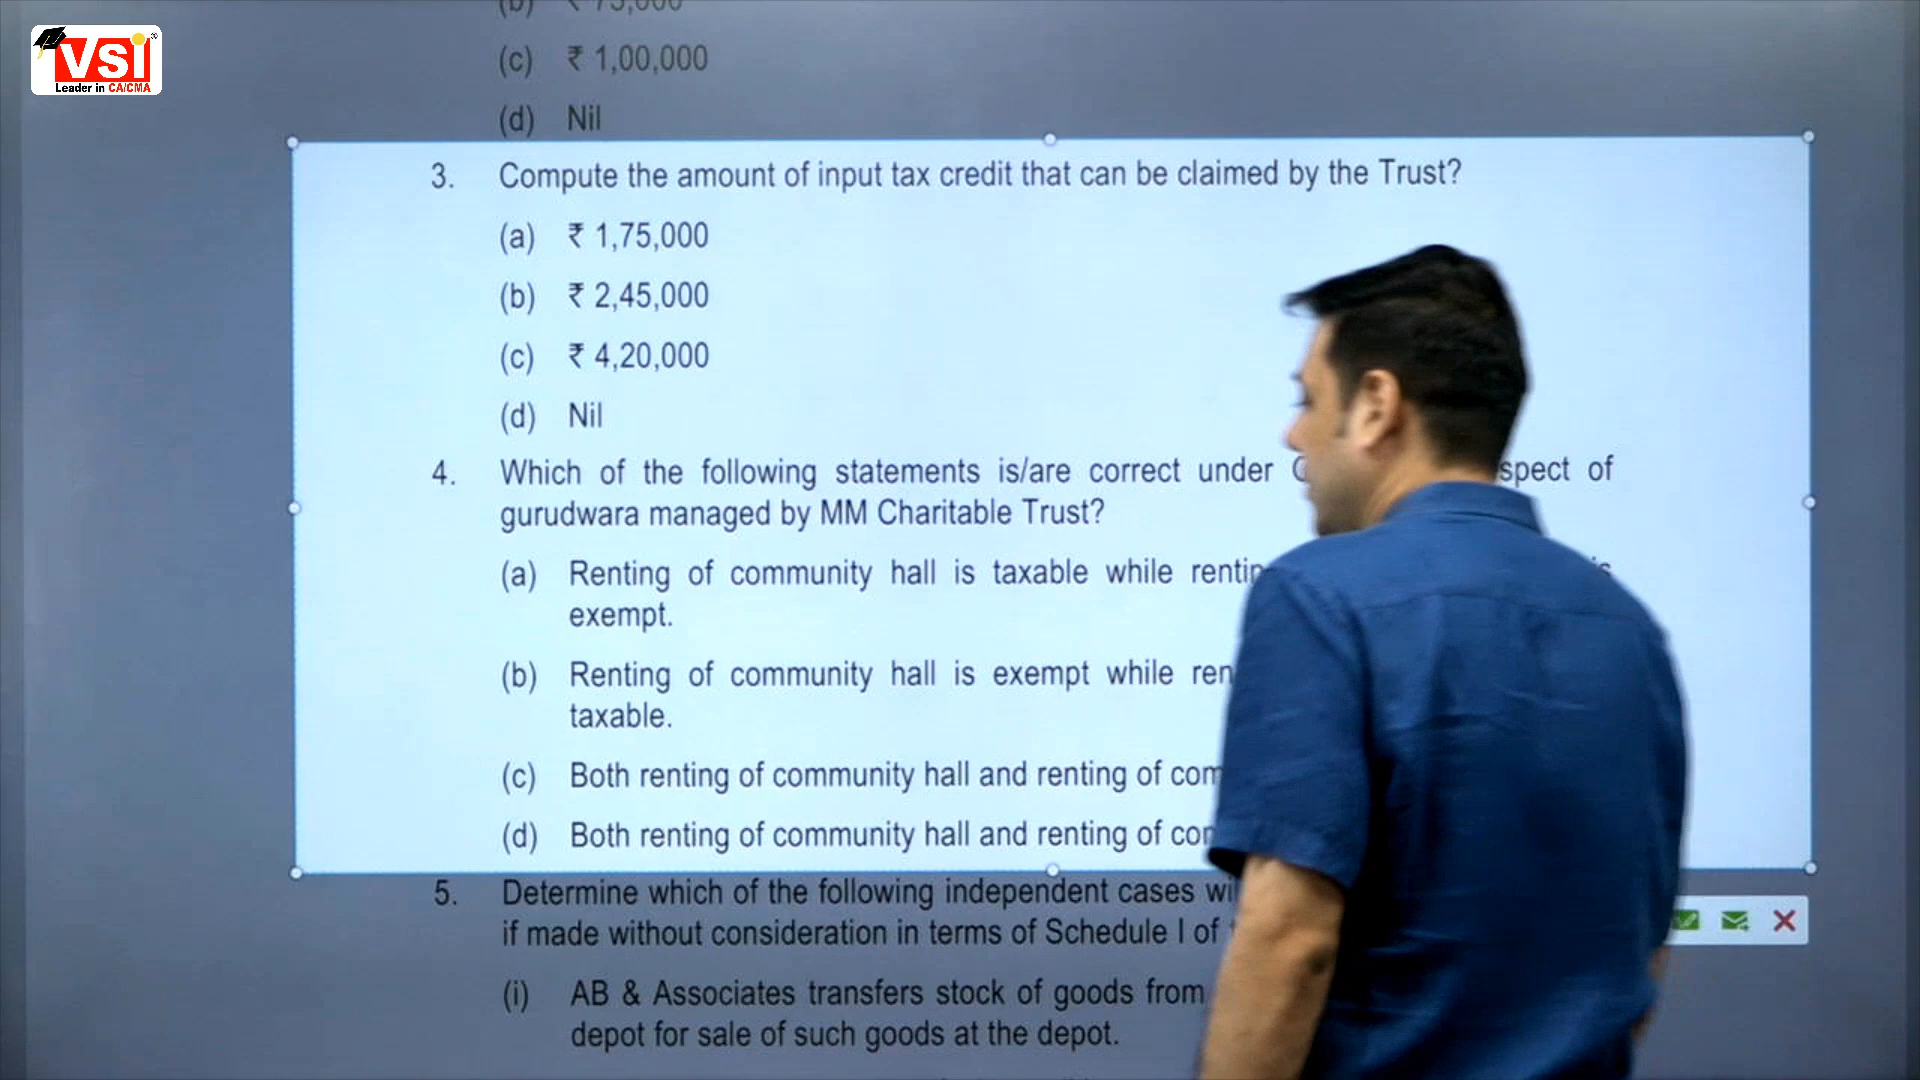 VSI
Leader in CA/CMA
(b) ₹ 75,000
(c) ₹ 1,00,000
(d) Nil
3. Compute the amount of input tax credit that can be claimed by the Trust?
(a) ₹ 1,75,000
(b) ₹ 2,45,000
(c) ₹ 4,20,000
(d) Nil
4. Which of the following statements is/are correct under
gurudwara managed by MM Charitable Trust?
(a) Renting of community hall is taxable while
exempt.
(b) Renting of community hall is exempt while
taxable.
(c) Both renting of community hall and renting of
(d) Both renting of community hall and renting of
5. Determine which of the following independent cases
if made without consideration in terms of Schedule I of
(i) AB & Associates transfers stock of goods from
depot for sale of such goods at the depot.